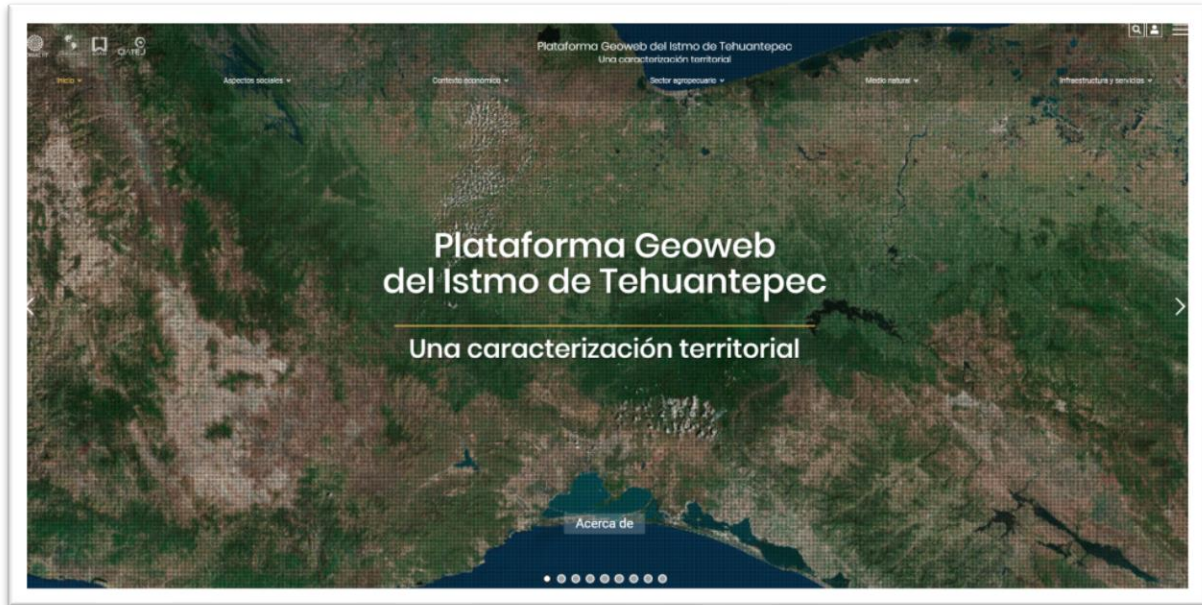 Plataforma Geoweb del Istmo de Tehuantepec
Una caracterización territorial
Inicio
Aspectos sociales
Contexto económico
Sector agropecuario
Medio natural
Infraestructura y servicios
Plataforma Geoweb
del Istmo de Tehuantepec
Una caracterización territorial
Acerca de